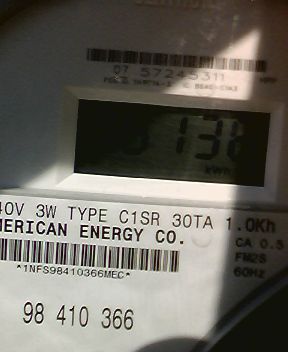 07 57245311
138
kWh
40V 3W TYPE C1SR 30TA 1.0Kh
MERICAN ENERGY CO.
CA 0.5
*1NFS98410366MEC*
FM2S
60Hz
98 410 366